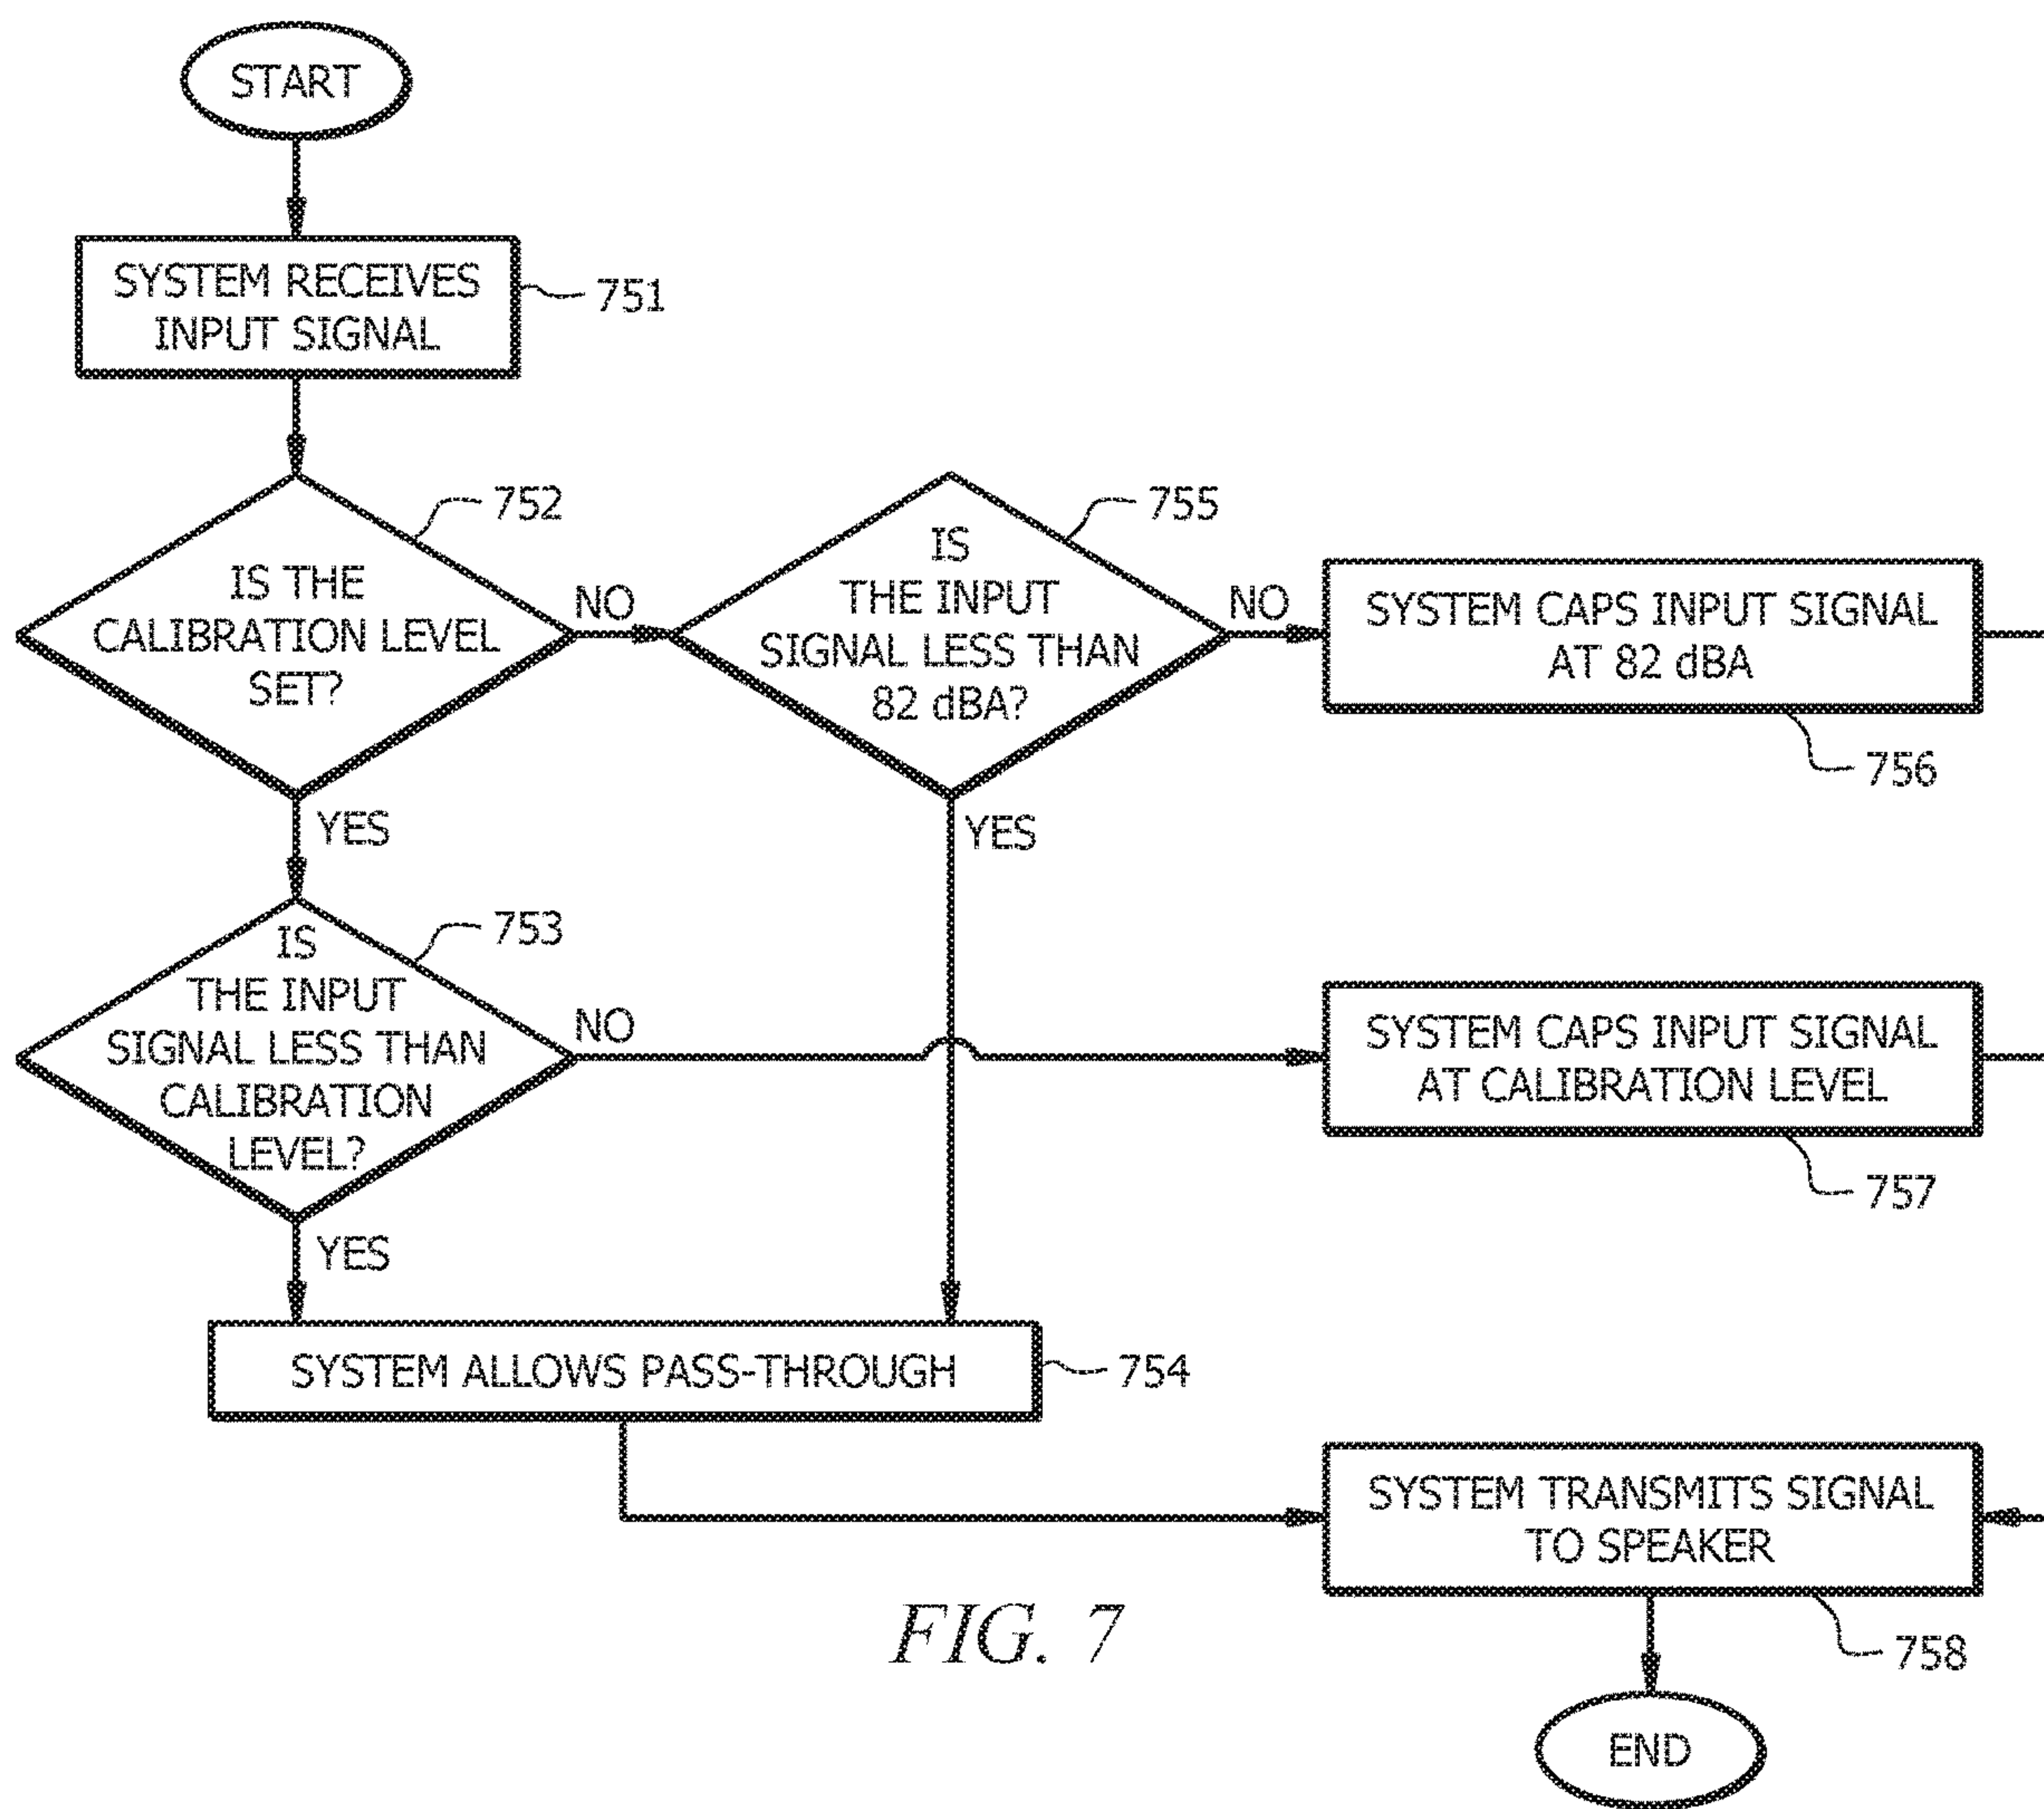 START
SYSTEM RECEIVES
INPUT SIGNAL
751
IS THE
CALIBRATION LEVEL
SET?
752
NO
YES
IS
THE INPUT
SIGNAL LESS THAN
82 dBA?
755
NO
YES
SYSTEM CAPS INPUT SIGNAL
AT 82 dBA
756
IS
THE INPUT
SIGNAL LESS THAN
CALIBRATION
LEVEL?
753
NO
YES
SYSTEM CAPS INPUT SIGNAL
AT CALIBRATION LEVEL
757
SYSTEM ALLOWS PASS-THROUGH
754
SYSTEM TRANSMITS SIGNAL
TO SPEAKER
758
END
FIG. 7